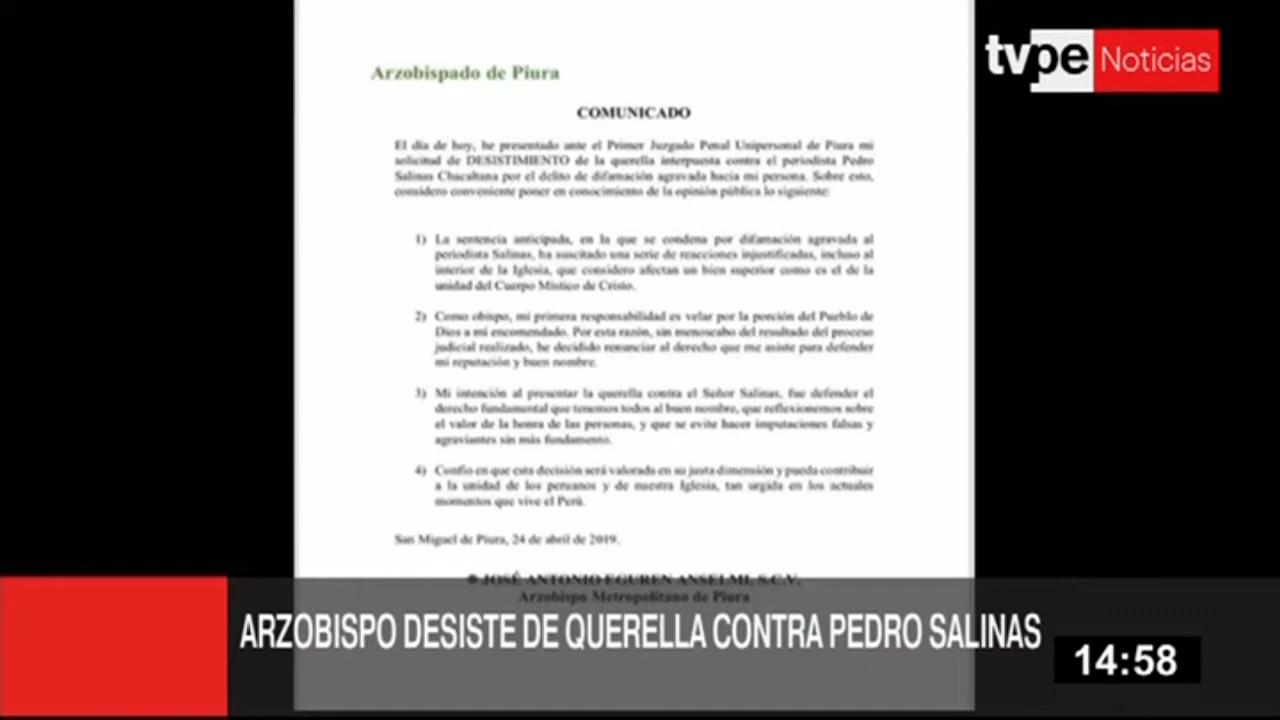 tvpe Noticias
Arzobispado de Piura
COMUNICADO
El día de hoy, he presentado ante el Primer Juzgado Penal Unipersonal de Piura mi
solicitud de DESISTIMIENTO de la querella interpuesta contra el periodista Pedro
Salinas Chacaltana por el delito de difamación agravada hacia mi persona. Sobre esto,
considero conveniente poner en conocimiento de la opinión pública lo siguiente:
1) La sentencia anticipada, en la que se condena por difamación agravada al
periodista Salinas, ha suscitado una serie de reacciones injustificadas, incluso al
interior de la Iglesia, que considero afectan un bien superior como es el de la
unidad del Cuerpo Místico de Cristo.
2) Como obispo, mi primera responsabilidad es velar por la porción del Pueblo de
Dios a mi encomendado. Por esta razón, sin menoscabo del resultado del proceso
judicial realizado, he decidido renunciar al derecho que me asiste para defender
mi reputación y buen nombre.
3) Mi intención al presentar la querella contra el Señor Salinas, fue defender el
derecho fundamental que tenemos todos al buen nombre, que reflexionemos sobre
el valor de la honra de las personas, y que se evite hacer imputaciones falsas y
agraviantes sin más fundamento.
4) Confío en que esta decisión será valorada en su justa dimensión y pueda contribuir
a la unidad de los peruanos y de nuestra Iglesia, tan urgida en los actuales
momentos que vive el Perú.
San Miguel de Piura, 24 de abril de 2019.
JOSÉ ANTONIO EGUREN ANSELMI, S.C.V.
Arzobispo Metropolitano de Piura
ARZOBISPO DESISTE DE QUERELLA CONTRA PEDRO SALINAS
14:58